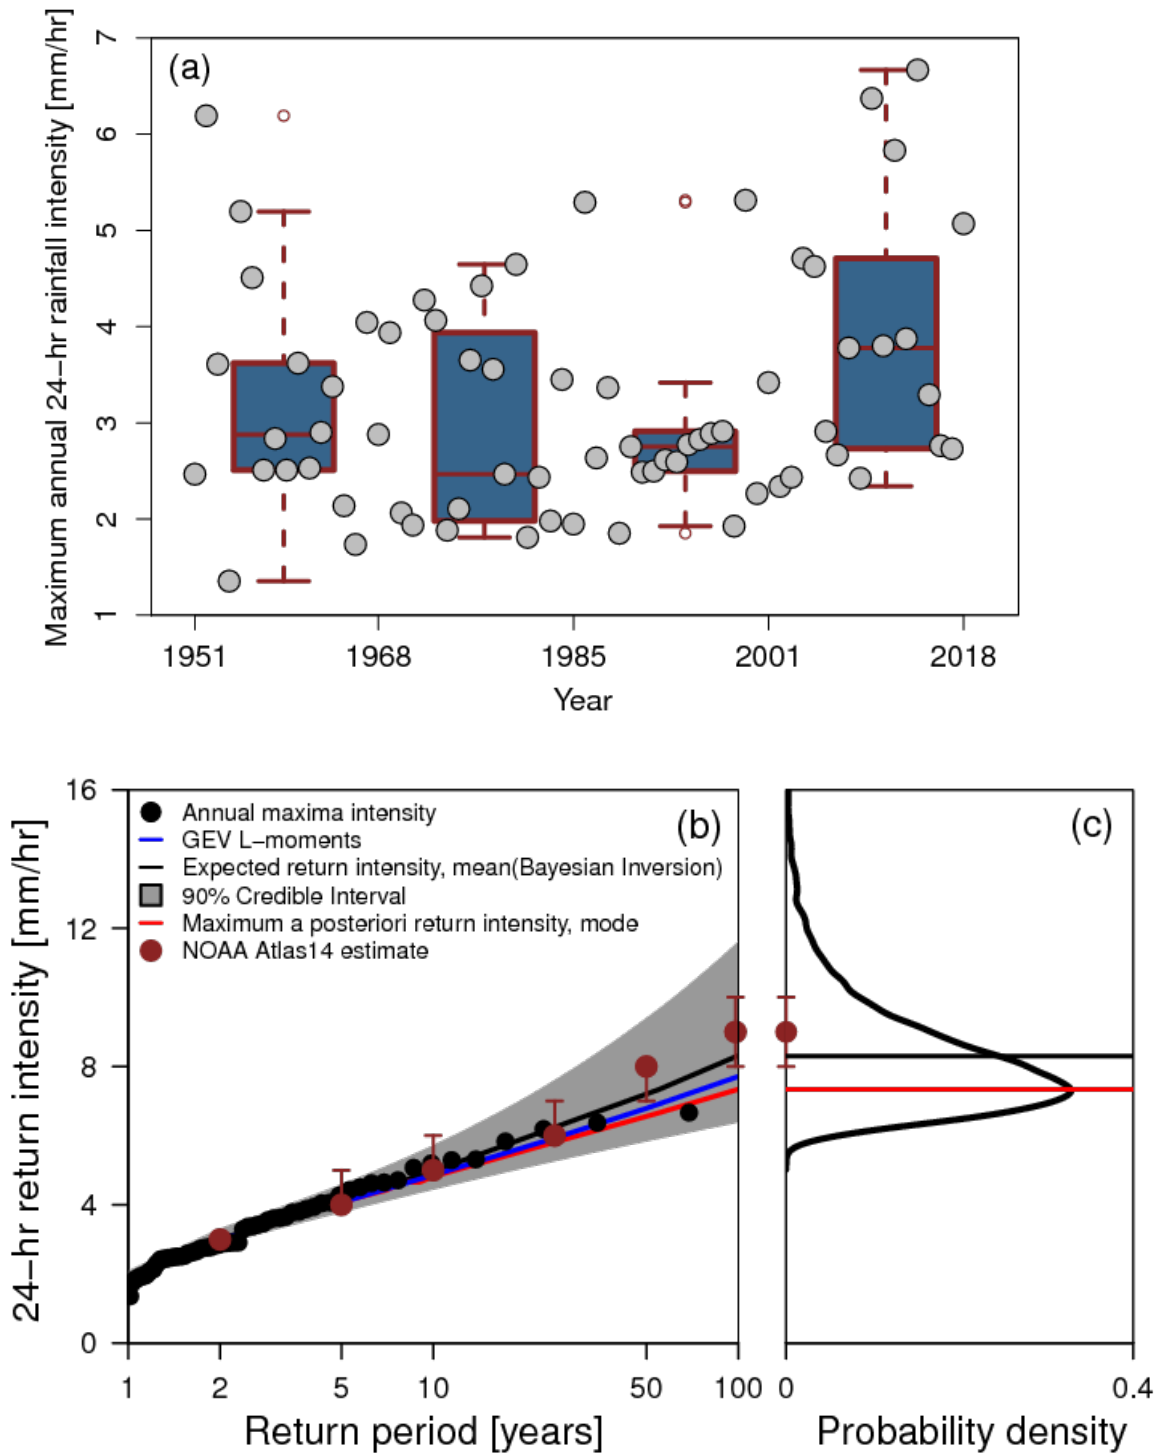 Maximum annual 24-hr rainfall intensity [mm/hr]
7
6
5
4
3
2
1
(a)
1951 1968 1985 2001 2018
Year
24-hr return intensity [mm/hr]
16
12
8
4
0
Annual maxima intensity
GEV L-moments
Expected return intensity, mean(Bayesian Inversion)
90% Credible Interval
Maximum a posteriori return intensity, mode
NOAA Atlas14 estimate
(b)
(c)
1 2 5 10 50 100
0 0.4
Return period [years]
Probability density